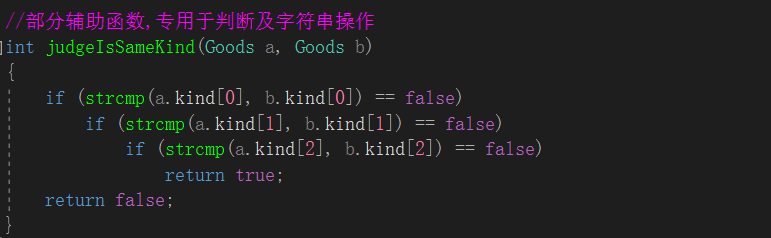 //部分辅助函数,专用于判断及字符串操作
int judgeIsSameKind(Goods a, Goods b)
{
    if (strcmp(a.kind[0], b.kind[0]) == false)
        if (strcmp(a.kind[1], b.kind[1]) == false)
            if (strcmp(a.kind[2], b.kind[2]) == false)
                return true;
    return false;
}